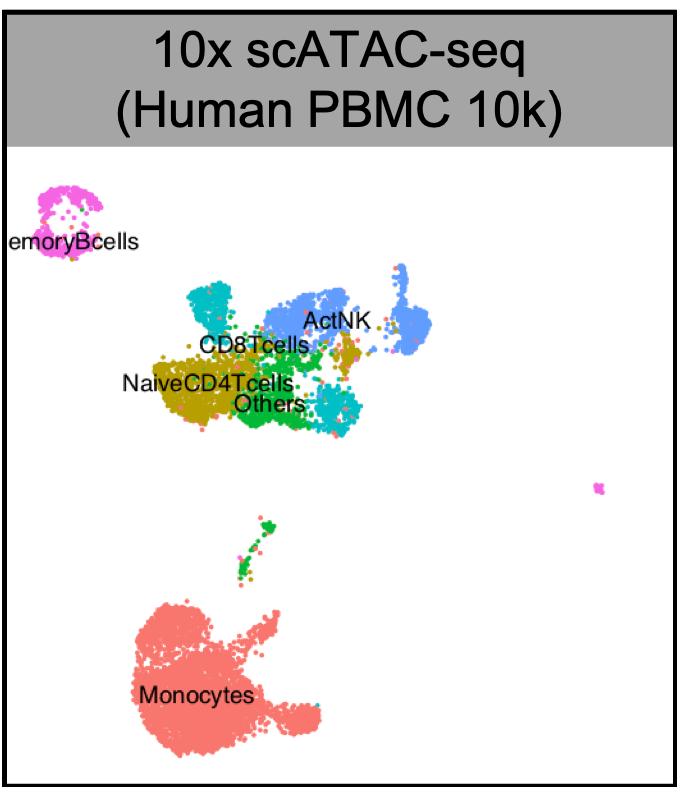 10x scATAC-seq
(Human PBMC 10k)
emoryBcells
ActNK
CD8Tcells
NaiveCD4Tcells
Others
Monocytes